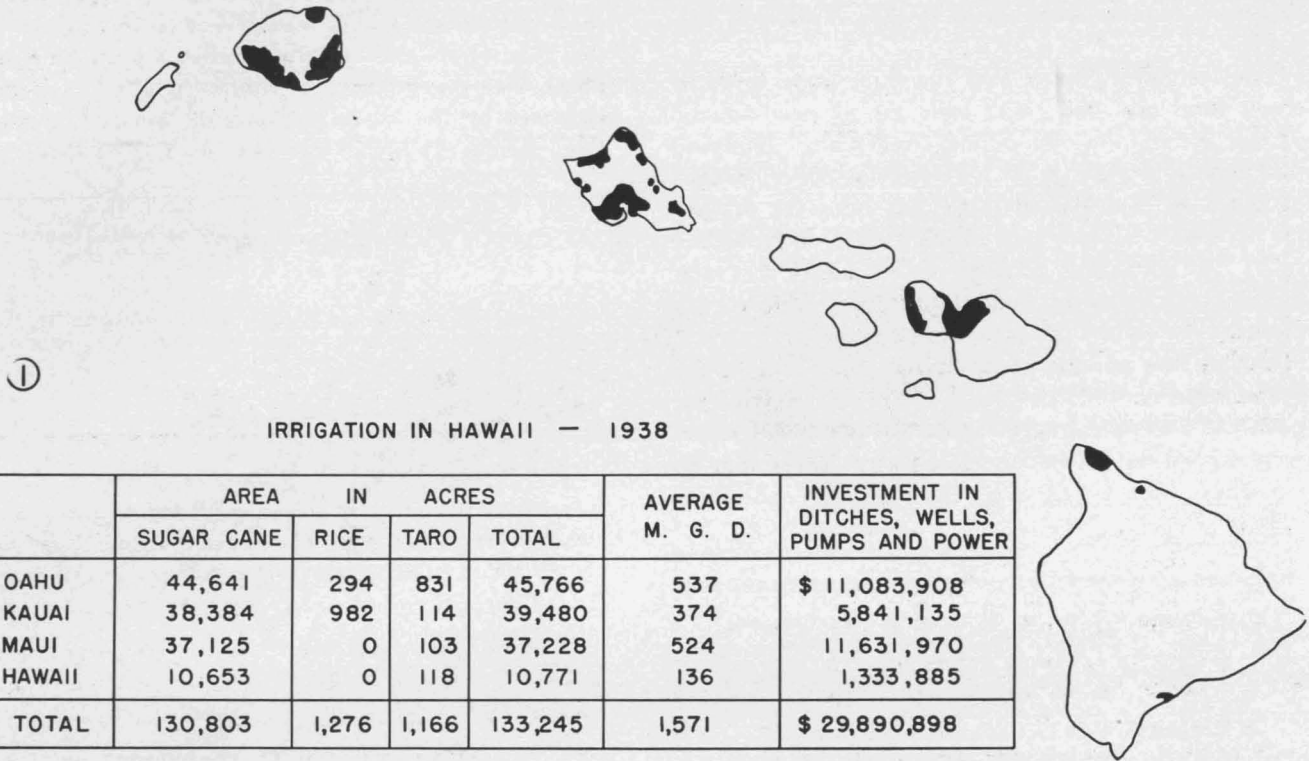 ①
IRRIGATION IN HAWAII — 1938
AREA IN ACRES
AVERAGE M. G. D.
INVESTMENT IN DITCHES, WELLS, PUMPS AND POWER
SUGAR CANE RICE TARO TOTAL
OAHU 44,641 294 831 45,766 537 $ 11,083,908
KAUAI 38,384 982 114 39,480 374 5,841,135
MAUI 37,125 0 103 37,228 524 11,631,970
HAWAII 10,653 0 118 10,771 136 1,333,885
TOTAL 130,803 1,276 1,166 133,245 1,571 $ 29,890,898